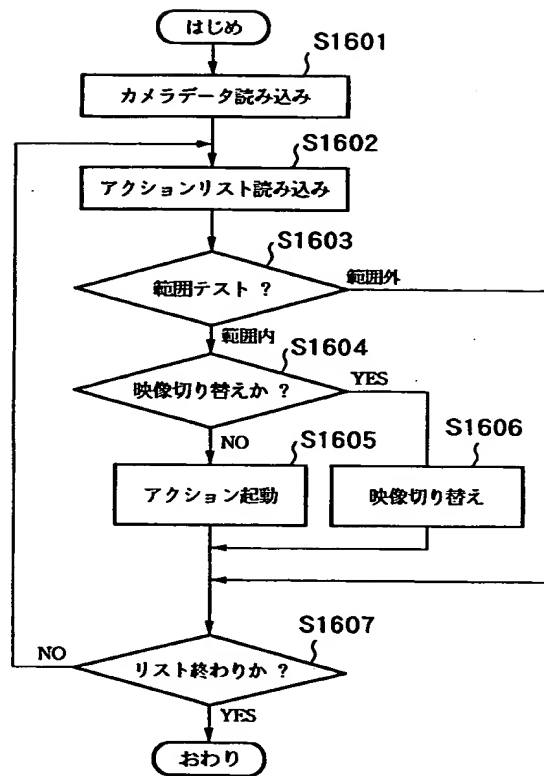 はじめ
S1601
カメラデータ読み込み
S1602
アクションリスト読み込み
S1603
範囲テスト ?
範囲外
範囲内
S1604
映像切り替えか ?
YES
NO
S1605
S1606
アクション起動
映像切り替え
S1607
NO
リスト終わりか ?
YES
おわり